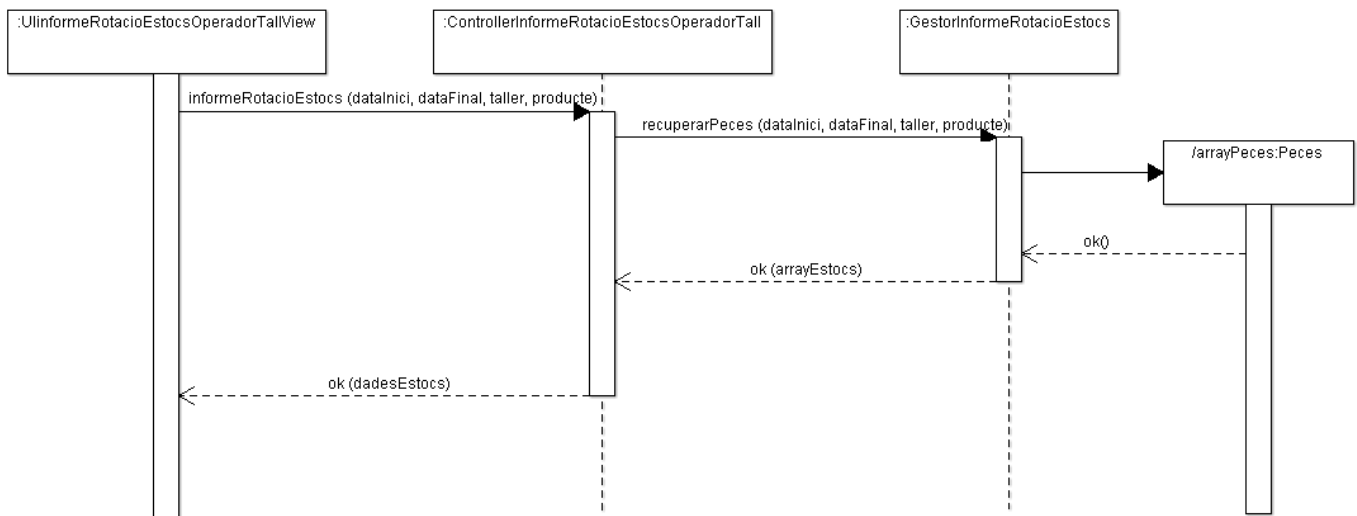 :UIinformeRotacioEstocsOperadorTallView
:ControllerInformeRotacioEstocsOperadorTall
:GestorInformeRotacioEstocs
informeRotacioEstocs (dataInici, dataFinal, taller, producte)
recuperarPeces (dataInici, dataFinal, taller, producte)
/arrayPeces:Peces
ok()
ok (arrayEstocs)
ok (dadesEstocs)